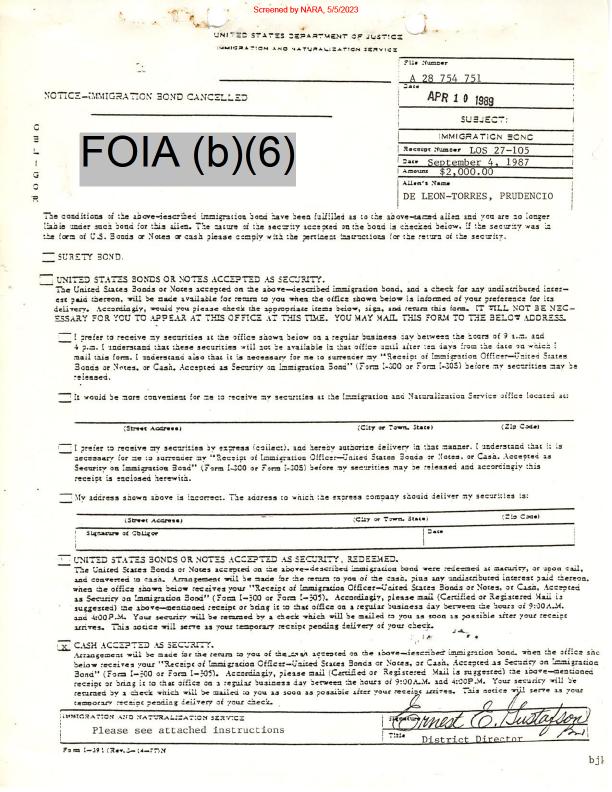 Screened by NARA, 5/5/2023
UNITED STATES DEPARTMENT OF JUSTICE
IMMIGRATION AND NATURALIZATION SERVICE
File Number
A 28 754 751
Date
APR 10 1989
NOTICE—IMMIGRATION BOND CANCELLED
SUBJECT:
IMMIGRATION BOND
Receipt Number LOS 27-105
Date September 4, 1987
Amount $2,000.00
Alien's Name
DE LEON-TORRES, PRUDENCIO
OBLIGOR
FOIA (b)(6)
The conditions of the above-described immigration bond have been fulfilled as to the above-named alien and you are no longer
liable under such bond for this alien. The nature of the security accepted on the bond is checked below. If the security was in
the form of U.S. Bonds or Notes or cash please comply with the pertinent instructions for the return of the security.
SURETY BOND.
UNITED STATES BONDS OR NOTES ACCEPTED AS SECURITY.
The United States Bonds or Notes accepted on the above-described immigration bond, and a check for any undistributed inter-
est paid thereon, will be made available for return to you when the office shown below is informed of your preference for its
delivery. Accordingly, would you please check the appropriate items below, sign, and return this form. IT WILL NOT BE NEC-
ESSARY FOR YOU TO APPEAR AT THIS OFFICE AT THIS TIME. YOU MAY MAIL THIS FORM TO THE BELOW ADDRESS.
I prefer to receive my securities at the office shown below on a regular business day between the hours of 9 a.m. and
4 p.m. I understand that these securities will not be available in that office until after ten days from the date on which I
mail this form. I understand also that it is necessary for me to surrender my "Receipt of Immigration Officer—United States
Bonds or Notes, or Cash, Accepted as Security on Immigration Bond" (Form I-300 or Form I-305) before my securities may be
released.
It would be more convenient for me to receive my securities at the Immigration and Naturalization Service office located at:
(Street Address) (City or Town, State) (Zip Code)
I prefer to receive my securities by express (collect), and hereby authorize delivery in that manner. I understand that it is
necessary for me to surrender my "Receipt of Immigration Officer—United States Bonds or Notes, or Cash, Accepted as
Security on Immigration Bond" (Form I-300 or Form I-305) before my securities may be released and accordingly this
receipt is enclosed herewith.
My address shown above is incorrect. The address to which the express company should deliver my securities is:
(Street Address) (City or Town, State) (Zip Code)
Signature of Obligor Date
UNITED STATES BONDS OR NOTES ACCEPTED AS SECURITY, REDEEMED.
The United States Bonds or Notes accepted on the above-described immigration bond were redeemed at maturity, or upon call,
and converted to cash. Arrangement will be made for the return to you of the cash, plus any undistributed interest paid thereon,
when the office shown below receives your "Receipt of Immigration Officer—United States Bonds or Notes, or Cash, Accepted
as Security on Immigration Bond" (Form I-300 or Form I-305). Accordingly, please mail (Certified or Registered Mail is
suggested) the above-mentioned receipt or bring it to that office on a regular business day between the hours of 9:00 A.M.
and 4:00 P.M. Your security will be returned by a check which will be mailed to you as soon as possible after your receipt
arrives. This notice will serve as your temporary receipt pending delivery of your check.
X CASH ACCEPTED AS SECURITY.
Arrangement will be made for the return to you of the cash accepted on the above-described immigration bond, when the office sho
below receives your "Receipt of Immigration Officer—United States Bonds or Notes, or Cash, Accepted as Security on Immigration
Bond" (Form I-300 or Form I-305). Accordingly, please mail (Certified or Registered Mail is suggested) the above-mentioned
receipt or bring it to that office on a regular business day between the hours of 9:00 A.M. and 4:00 P.M. Your security will be
returned by a check which will be mailed to you as soon as possible after your receipt arrives. This notice will serve as your
temporary receipt pending delivery of your check.
IMMIGRATION AND NATURALIZATION SERVICE
Please see attached instructions
Signature
Ernest E. Gustafson
Title District Director
bjl